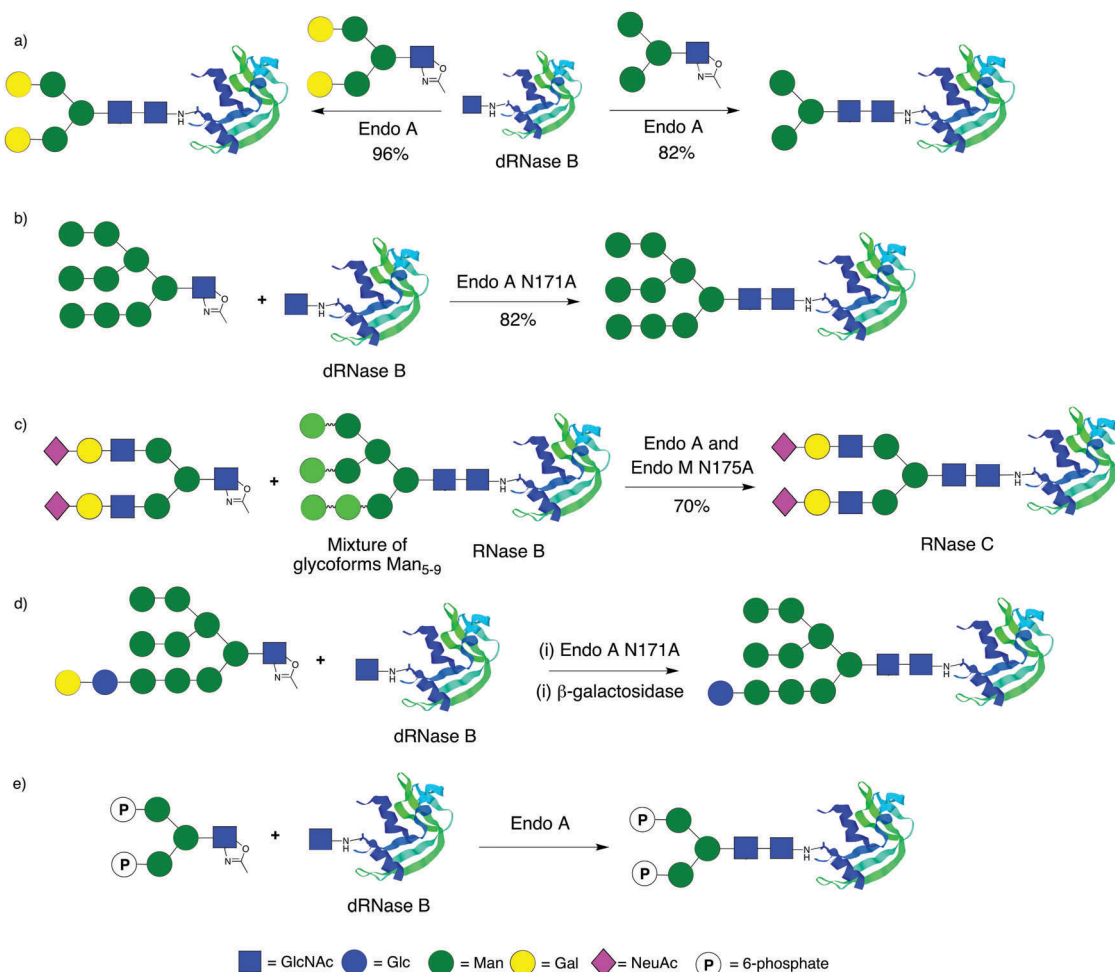 a)
O
N
N
H
Endo A
96%
O
N
dRNase B
N
H
Endo A
82%
N
H
b)
O
N
+
N
H
dRNase B
Endo A N171A
82%
N
H
c)
O
N
+
Mixture of
glycoforms Man5-9
N
H
RNase B
Endo A and
Endo M N175A
70%
N
H
RNase C
d)
O
N
+
N
H
dRNase B
(i) Endo A N171A
(i) β-galactosidase
N
H
e)
P
P
O
N
+
N
H
dRNase B
Endo A
P
P
N
H
= GlcNAc = Glc = Man = Gal = NeuAc P = 6-phosphate